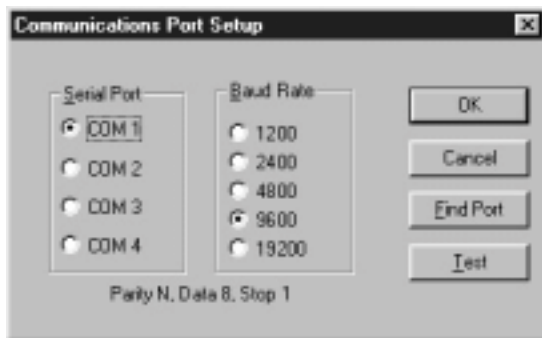 Communications Port Setup
Serial Port
COM 1
COM 2
COM 3
COM 4
Baud Rate
1200
2400
4800
9600
19200
Parity N, Data 8, Stop 1
OK
Cancel
Find Port
Test